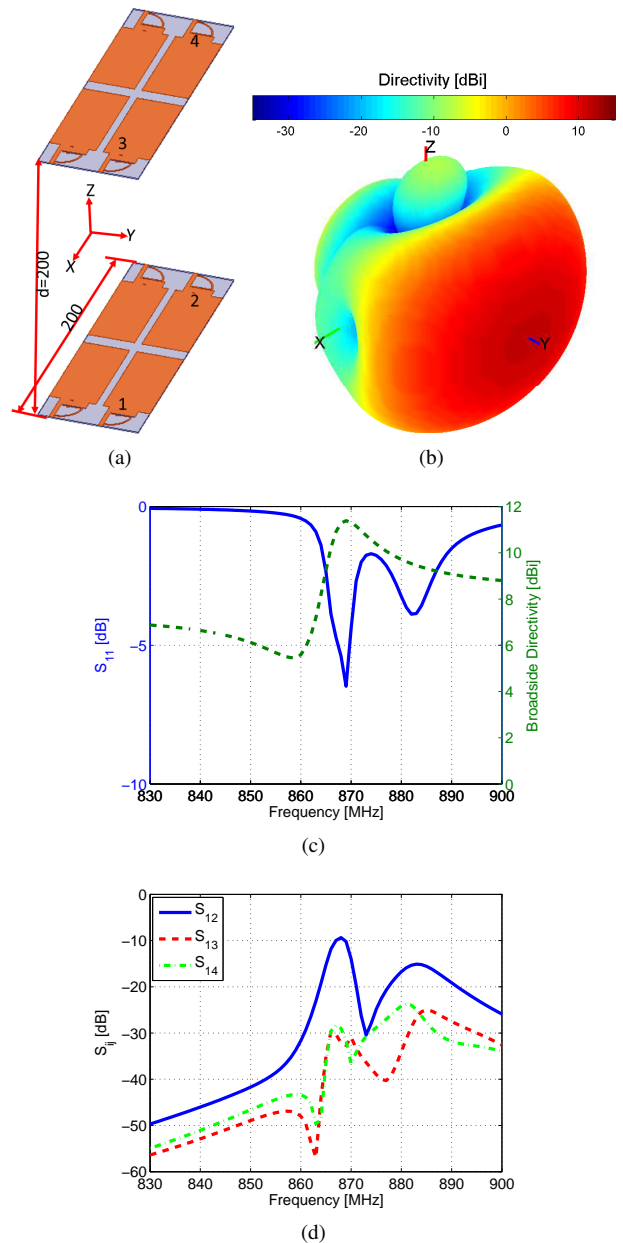 4
3
Z
Y
X
d=200
200
2
1
(a)
Directivity [dBi]
-30 -20 -10 0 10
Z
X
Y
(b)
0
−5
−10
S11 [dB]
12
10
8
6
4
2
0
Broadside Directivity [dBi]
830 840 850 860 870 880 890 900
Frequency [MHz]
(c)
0
−10
−20
−30
−40
−50
−60
Sij [dB]
S12
S13
S14
830 840 850 860 870 880 890 900
Frequency [MHz]
(d)